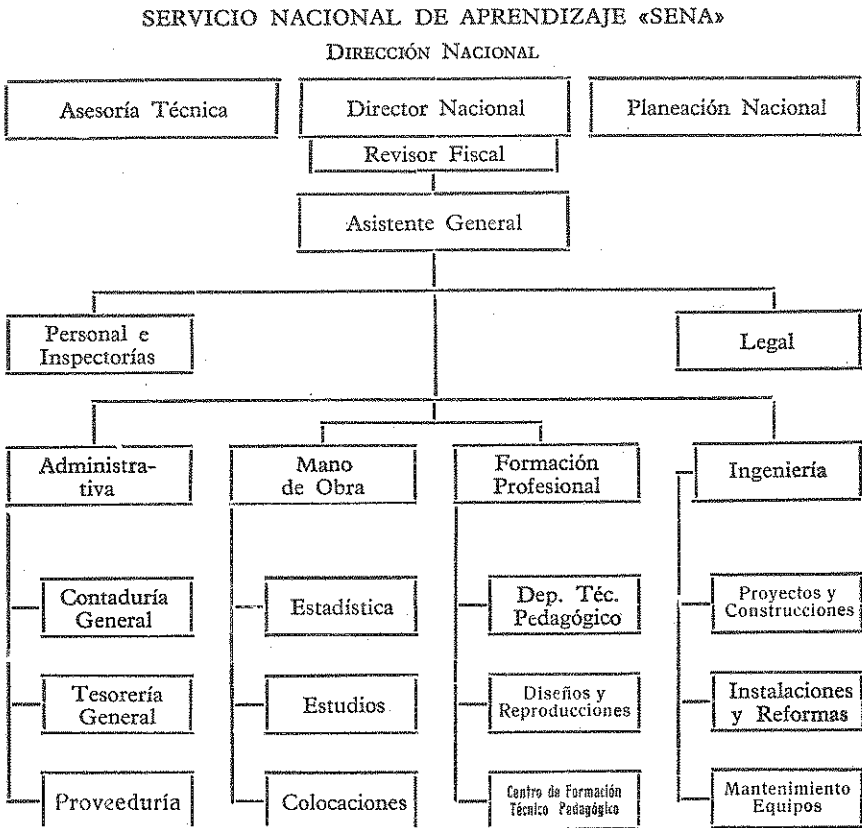 SERVICIO NACIONAL DE APRENDIZAJE «SENA»
DIRECCIÓN NACIONAL
Asesoría Técnica
Director Nacional
Planeación Nacional
Revisor Fiscal
Asistente General
Personal e
Inspectorías
Legal
Administra-
tiva
Mano
de Obra
Formación
Profesional
Ingeniería
Contaduría
General
Estadística
Dep. Téc.
Pedagógico
Proyectos y
Construcciones
Tesorería
General
Estudios
Diseños y
Reproducciones
Instalaciones
y Reformas
Proveeduría
Colocaciones
Centro de Formación
Técnico Pedagógico
Mantenimiento
Equipos